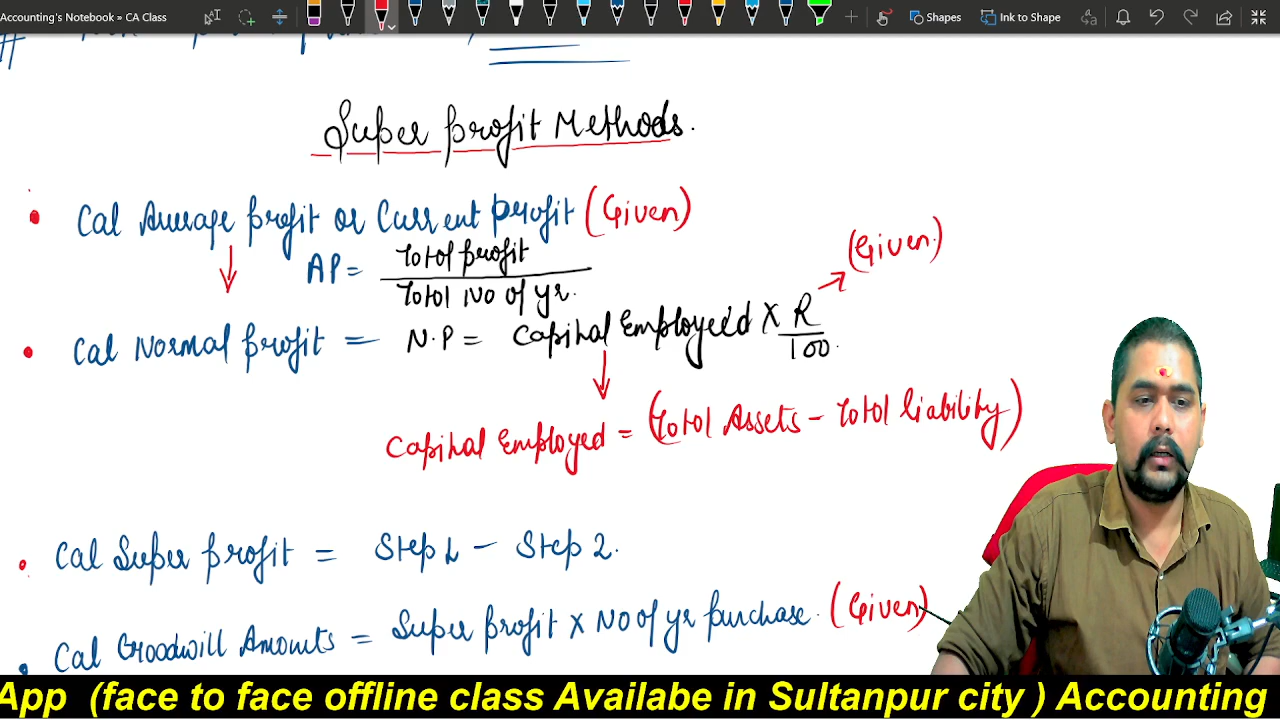 Accounting's Notebook » CA Class
Shapes
Ink to Shape
#
Super profit Methods.
• Cal Average profit or Current profit (Given)
AP = Total profit / Total No of yr.
(Given)
• Cal Normal profit = N.P = Capital Employed X R/100.
Capital Employed = (Total Assets - Total liability)
• Cal Super profit = Step 1 - Step 2.
• Cal Goodwill Amounts = Super profit X No of yr purchase. (Given)
App (face to face offline class Availabe in Sultanpur city ) Accounting